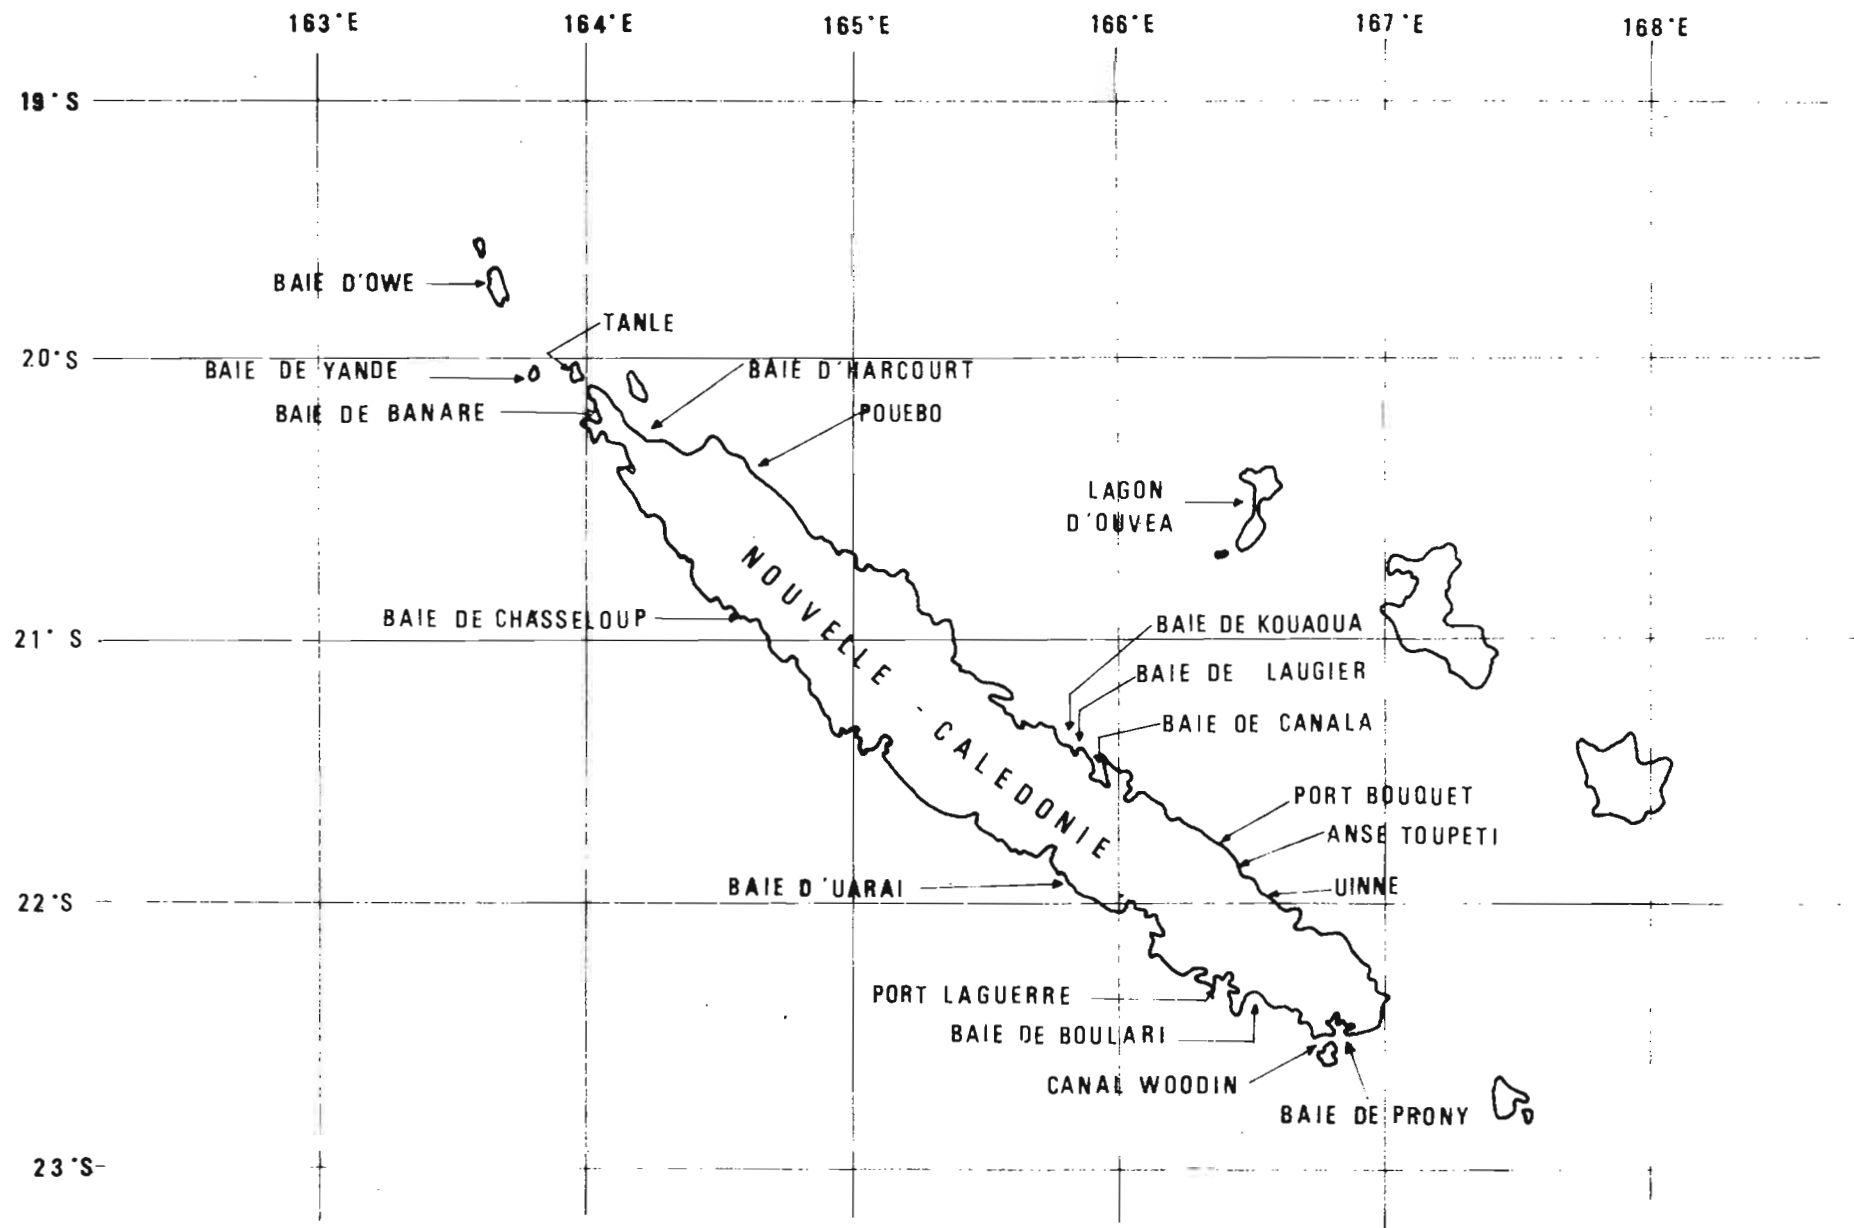 163°E 164°E 165°E 166°E 167°E 168°E
19°S
BAIE D'OWE
TANLE
20°S
BAIE DE YANDE
BAIE D'HARCOURT
BAIE DE BANARE
POUEBO
LAGON
D'OUVEA
NOUVELLE - CALEDONIE
BAIE DE CHASSELOUP
BAIE DE KOUAOUA
21°S
BAIE DE LAUGIER
BAIE DE CANALA
PORT BOUQUET
ANSE TOUPETI
BAIE D'UARAI
UINNE
22°S
PORT LAGUERRE
BAIE DE BOULARI
CANAL WOODIN
BAIE DE PRONY
23°S